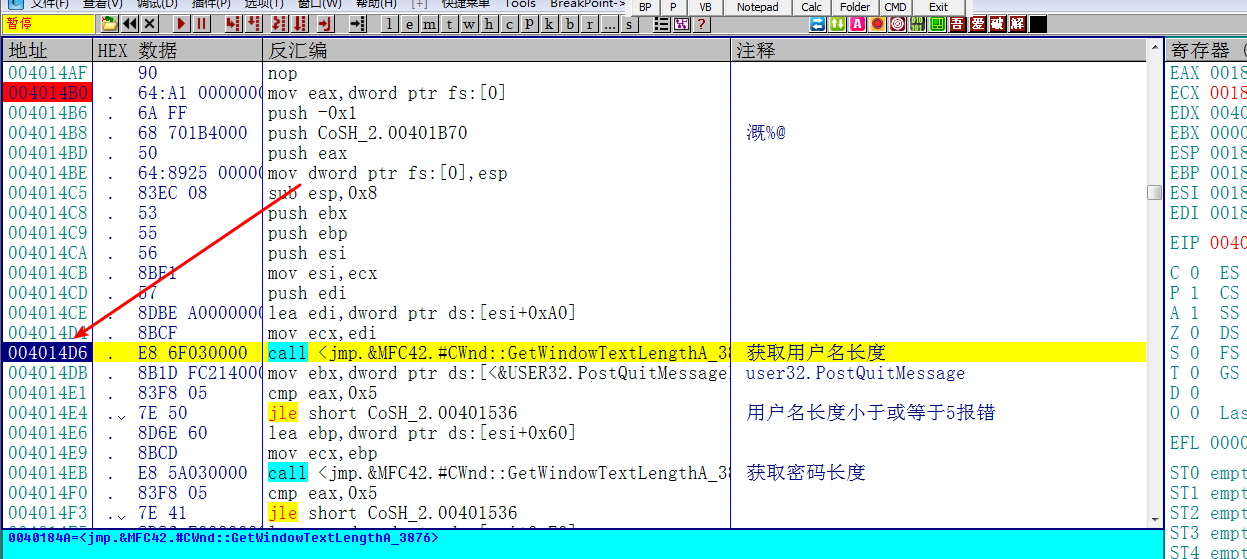 文件(F) 查看(V) 调试(D) 插件(P) 选项(T) 窗口(W) 帮助(H) [+] 快捷菜单 Tools BreakPoint->
BP P VB Notepad Calc Folder CMD Exit
暂停 l e m t w h c p k b r ... s ? A 吾 爱 破 解
地址 HEX 数据 反汇编 注释 寄存器 (
004014AF 90 nop
004014B0 . 64:A1 0000000 mov eax,dword ptr fs:[0]
004014B6 . 6A FF push -0x1
004014B8 . 68 701B4000 push CoSH_2.00401B70 溉%@
004014BD . 50 push eax
004014BE . 64:8925 00000 mov dword ptr fs:[0],esp
004014C5 . 83EC 08 sub esp,0x8
004014C8 . 53 push ebx
004014C9 . 55 push ebp
004014CA . 56 push esi
004014CB . 8BF1 mov esi,ecx
004014CD . 57 push edi
004014CE . 8DBE A0000000 lea edi,dword ptr ds:[esi+0xA0]
004014D4 . 8BCF mov ecx,edi
004014D6 . E8 6F030000 call <jmp.&MFC42.#CWnd::GetWindowTextLengthA_38 获取用户名长度
004014DB . 8B1D FC214000 mov ebx,dword ptr ds:[<&USER32.PostQuitMessage user32.PostQuitMessage
004014E1 . 83F8 05 cmp eax,0x5
004014E4 . 7E 50 jle short CoSH_2.00401536 用户名长度小于或等于5报错
004014E6 . 8D6E 60 lea ebp,dword ptr ds:[esi+0x60]
004014E9 . 8BCD mov ecx,ebp
004014EB . E8 5A030000 call <jmp.&MFC42.#CWnd::GetWindowTextLengthA_38 获取密码长度
004014F0 . 83F8 05 cmp eax,0x5
004014F3 . 7E 41 jle short CoSH_2.00401536
0040184A=<jmp.&MFC42.#CWnd::GetWindowTextLengthA_3876>
EAX 0018
ECX 0018
EDX 0040
EBX 0000
ESP 0018
EBP 0018
ESI 0018
EDI 0018
EIP 0040
C 0 ES
P 1 CS
A 1 SS
Z 0 DS
S 0 FS
T 0 GS
D 0
O 0 Las
EFL 0000
ST0 empt
ST1 empt
ST2 empt
ST3 empt
ST4 empt